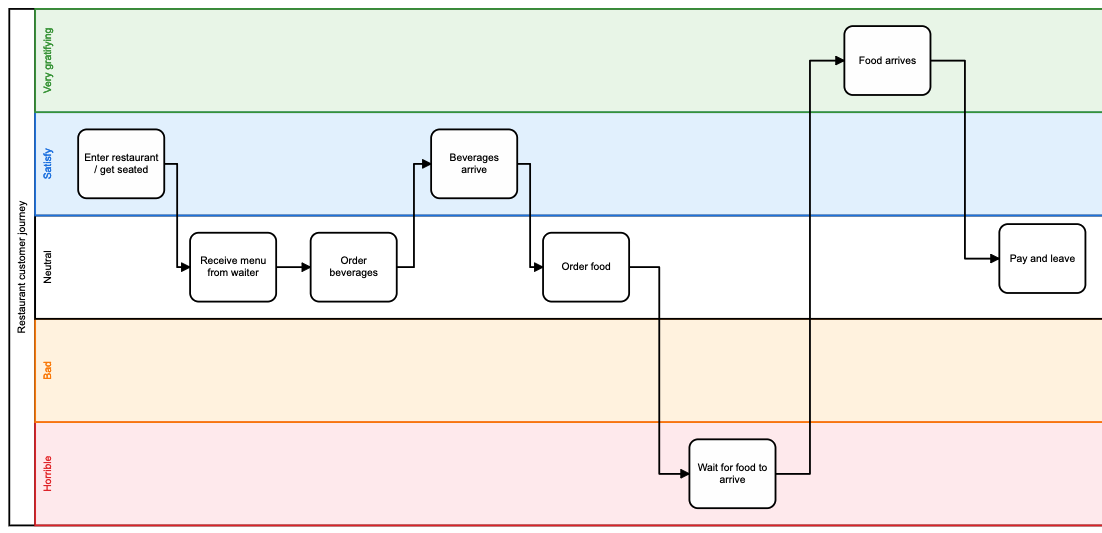 Restaurant customer journey
Very gratifying
Food arrives
Satisfy
Enter restaurant
/ get seated
Beverages
arrive
Neutral
Receive menu
from waiter
Order
beverages
Order food
Pay and leave
Bad
Horrible
Wait for food to
arrive